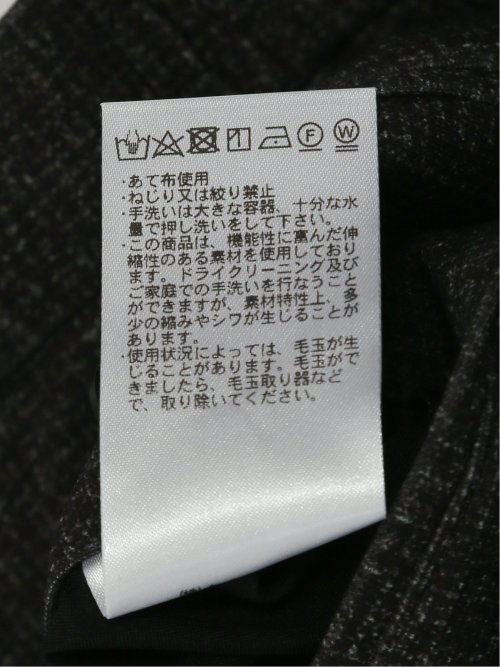 F W
・あて布使用
・ねじり又は絞り禁止
・手洗いは大きな容器、十分な水
量で押し洗いをして下さい。
・この商品は、機能性に富んだ伸
縮性のある素材を使用しており
ます。ドライクリーニング及び
ご家庭での手洗いを行なうこと
ができますが、素材特性上、多
少の縮みやシワが生じることが
あります。
・使用状況によっては、毛玉が生
じることがあります。毛玉がで
きましたら、毛玉取り器など
で、取り除いてください。